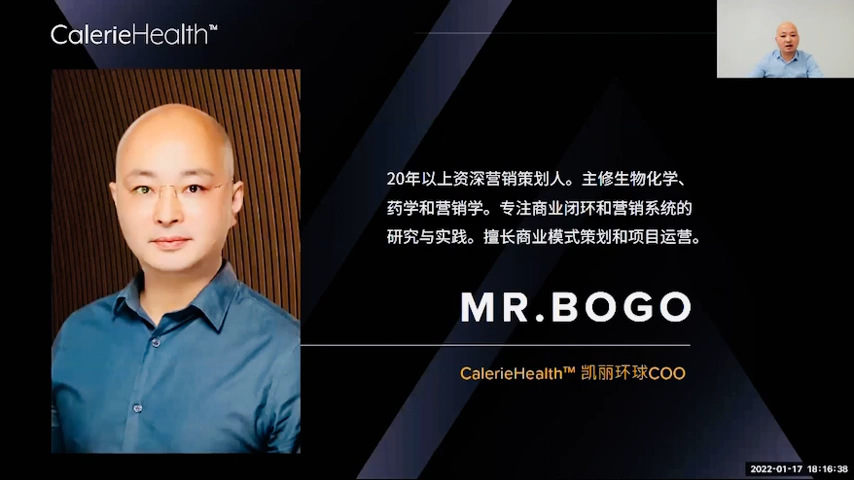 CalerieHealth™
20年以上资深营销策划人。主修生物化学、
药学和营销学。专注商业闭环和营销系统的
研究与实践。擅长商业模式策划和项目运营。
MR.BOGO
CalerieHealth™ 凯丽环球COO
2022-01-17 18:16:38